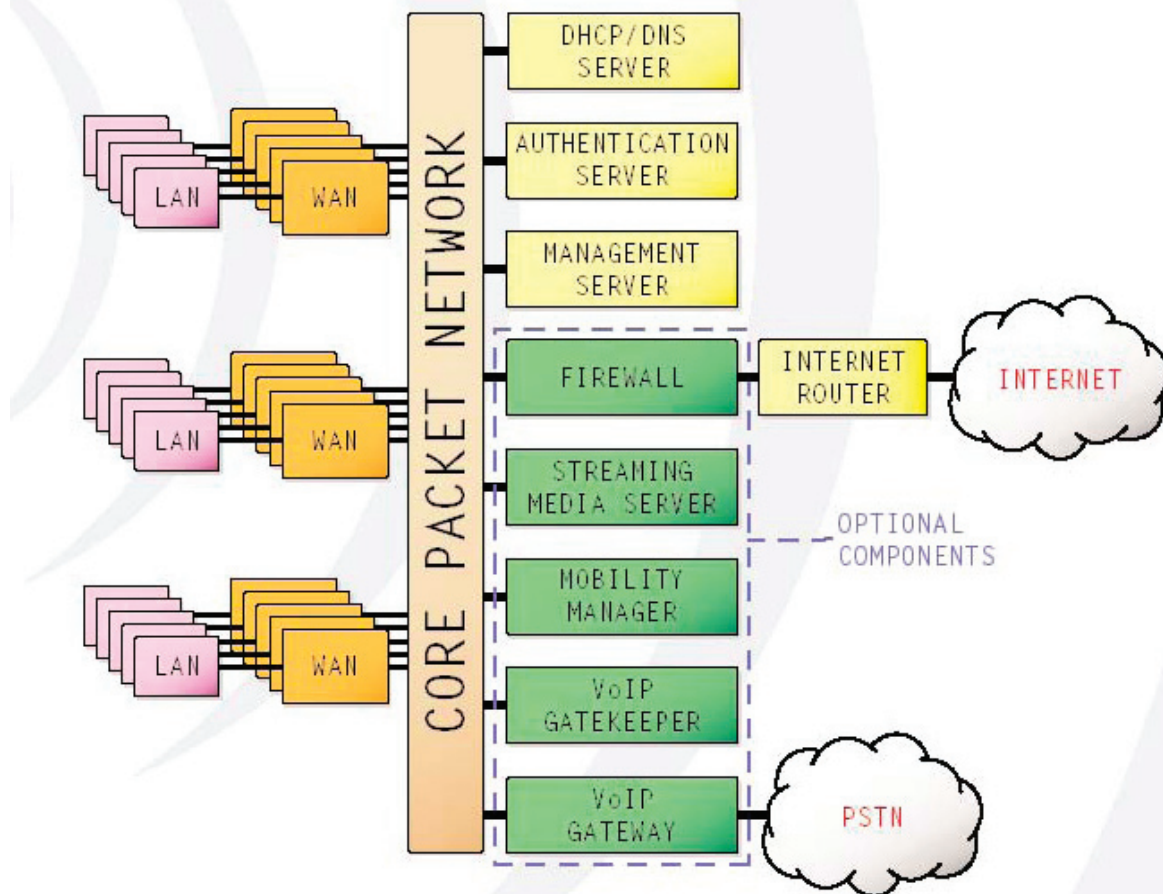 DHCP/DNS
SERVER
AUTHENTICATION
SERVER
MANAGEMENT
SERVER
LAN
WAN
LAN
WAN
LAN
WAN
CORE PACKET NETWORK
FIREWALL
INTERNET
ROUTER
INTERNET
STREAMING
MEDIA SERVER
OPTIONAL
COMPONENTS
MOBILITY
MANAGER
VoIP
GATEKEEPER
VoIP
GATEWAY
PSTN